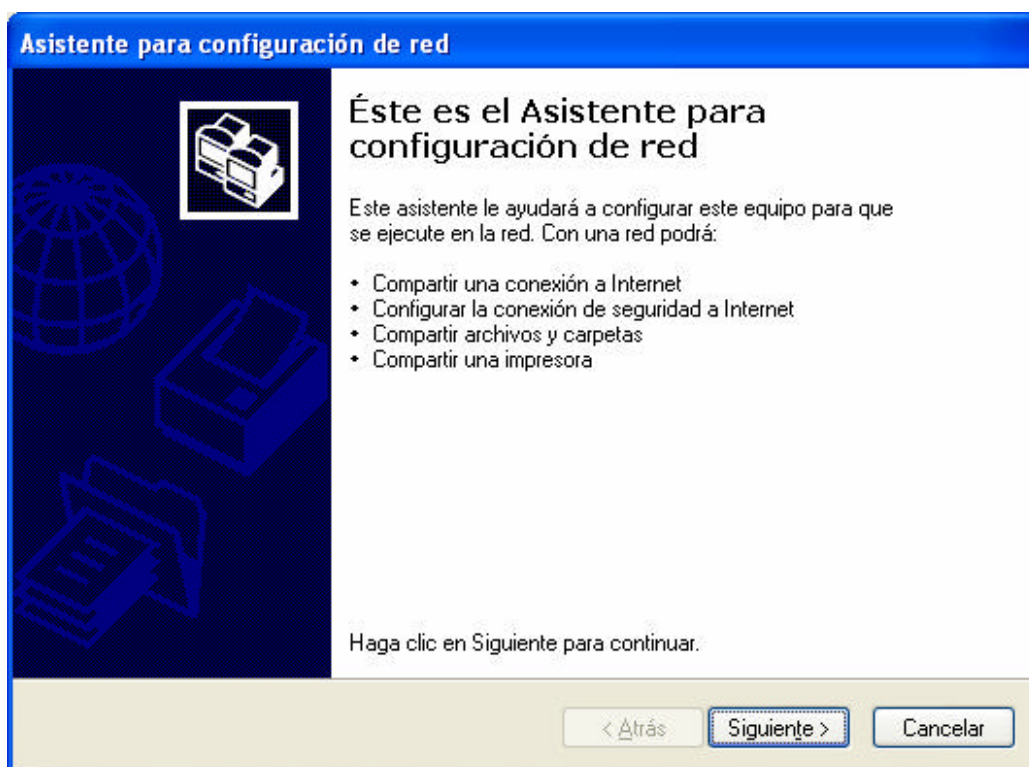 Asistente para configuración de red
Éste es el Asistente para
configuración de red
Este asistente le ayudará a configurar este equipo para que
se ejecute en la red. Con una red podrá:
• Compartir una conexión a Internet
• Configurar la conexión de seguridad a Internet
• Compartir archivos y carpetas
• Compartir una impresora
Haga clic en Siguiente para continuar.
< Atrás Siguiente > Cancelar